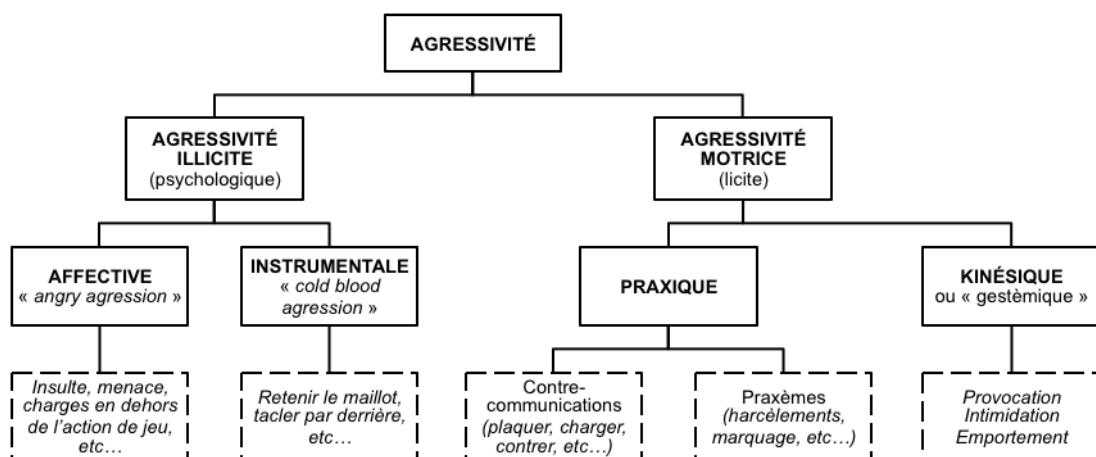 AGRESSIVITÉ
AGRESSIVITÉ
ILLICITE
(psychologique)
AGRESSIVITÉ
MOTRICE
(licite)
AFFECTIVE
« angry agression »
INSTRUMENTALE
« cold blood
agression »
PRAXIQUE
KINÉSIQUE
ou « gestèmique »
Insulte, menace,
charges en dehors
de l'action de jeu,
etc…
Retenir le maillot,
tacler par derrière,
etc…
Contre-
communications
(plaquer, charger,
contrer, etc…)
Praxèmes
(harcèlements,
marquage, etc…)
Provocation
Intimidation
Emportement